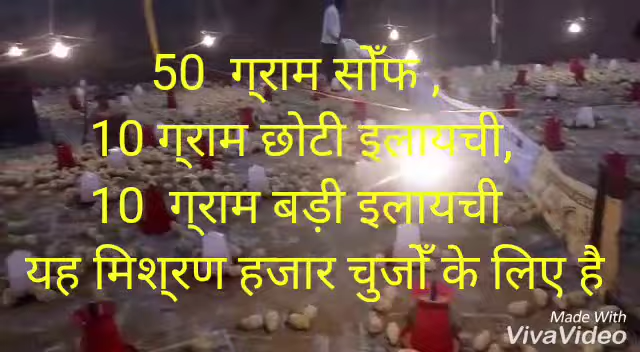 50 ग्राम सोँफ ,
10 ग्राम छोटी इलायची,
10 ग्राम बड़ी इलायची
यह मिश्रण हजार चुजोँ के लिए है
Made With
VivaVideo